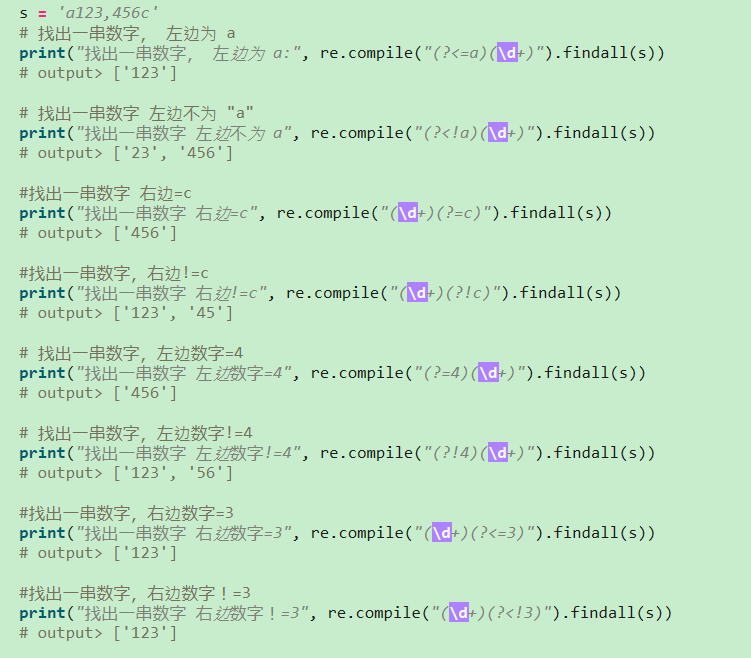 s = 'a123,456c'
# 找出一串数字， 左边为 a
print("找出一串数字， 左边为 a:", re.compile("(?<=a)(\d+)").findall(s))
# output> ['123']
# 找出一串数字 左边不为 "a"
print("找出一串数字 左边不为 a", re.compile("(?<!a)(\d+)").findall(s))
# output> ['23', '456']
#找出一串数字 右边=c
print("找出一串数字 右边=c", re.compile("(\d+)(?=c)").findall(s))
# output> ['456']
#找出一串数字，右边!=c
print("找出一串数字 右边!=c", re.compile("(\d+)(?!c)").findall(s))
# output> ['123', '45']
# 找出一串数字，左边数字=4
print("找出一串数字 左边数字=4", re.compile("(?=4)(\d+)").findall(s))
# output> ['456']
# 找出一串数字，左边数字!=4
print("找出一串数字 左边数字!=4", re.compile("(?!4)(\d+)").findall(s))
# output> ['123', '56']
#找出一串数字，右边数字=3
print("找出一串数字 右边数字=3", re.compile("(\d+)(?<=3)").findall(s))
# output> ['123']
#找出一串数字，右边数字！=3
print("找出一串数字 右边数字！=3", re.compile("(\d+)(?<!3)").findall(s))
# output> ['123']